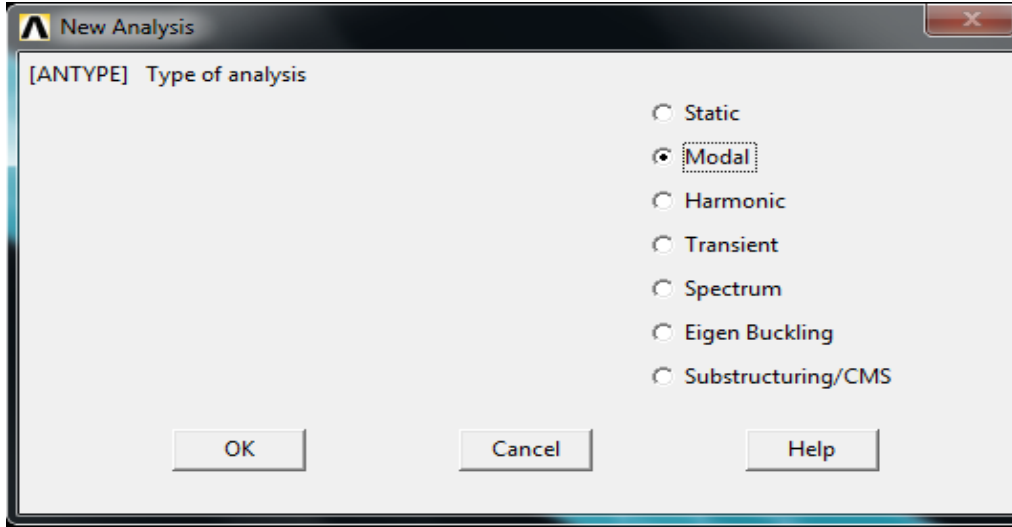 New Analysis
[ANTYPE] Type of analysis
Static
Modal
Harmonic
Transient
Spectrum
Eigen Buckling
Substructuring/CMS
OK Cancel Help